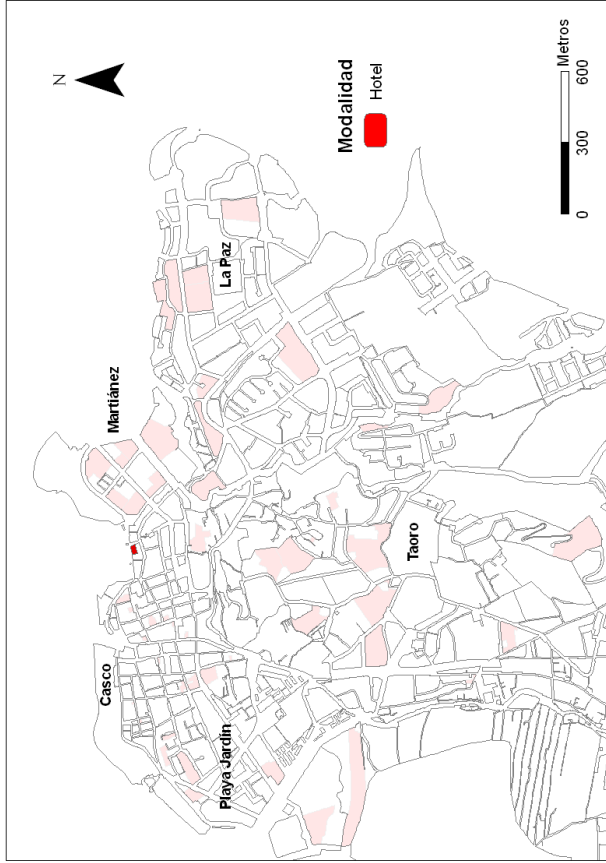 N
Martiánez
Casco
La Paz
Playa Jardín
Taoro
Modalidad
Hotel
0 300 600
Metros